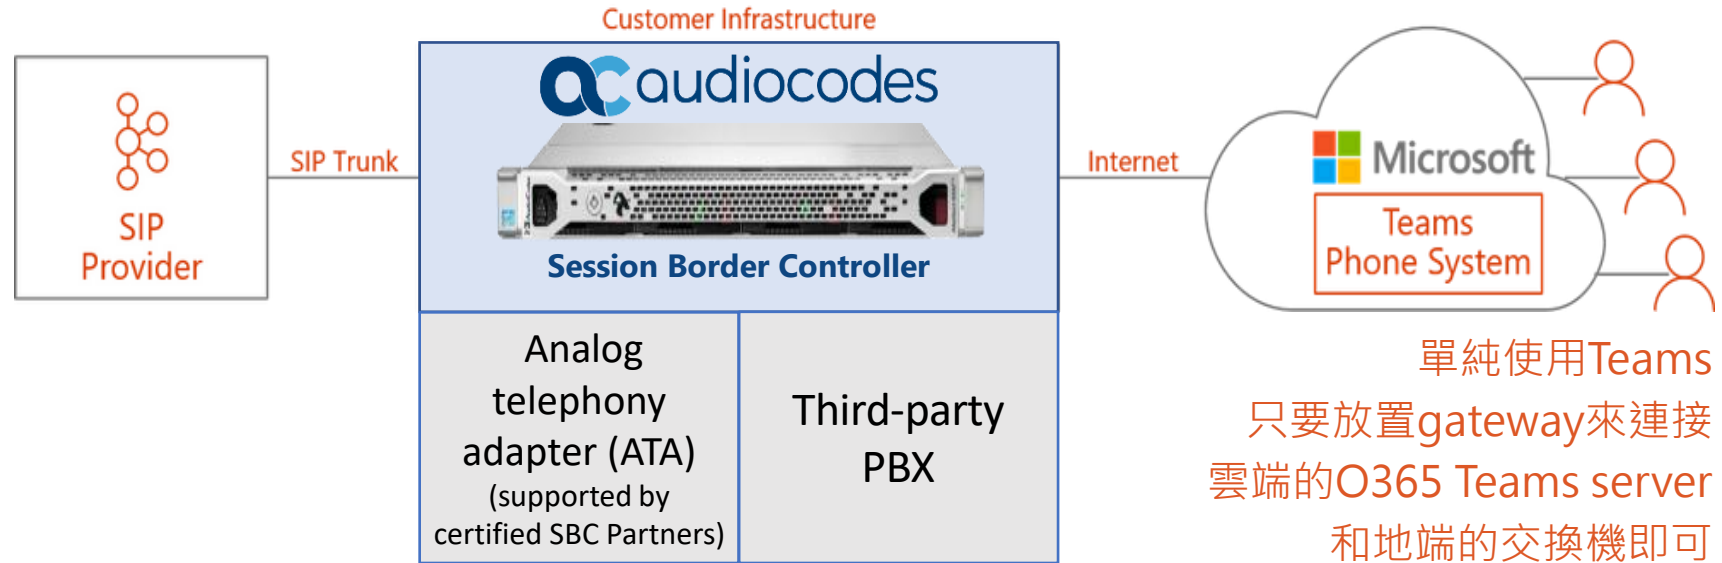 Customer Infrastructure
audiocodes
SIP Trunk
Internet
Microsoft
SIP
Provider
Session Border Controller
Teams
Phone System
Analog
telephony
adapter (ATA)
(supported by
certified SBC Partners)
Third-party
PBX
單純使用Teams
只要放置gateway來連接
雲端的O365 Teams server
和地端的交換機即可